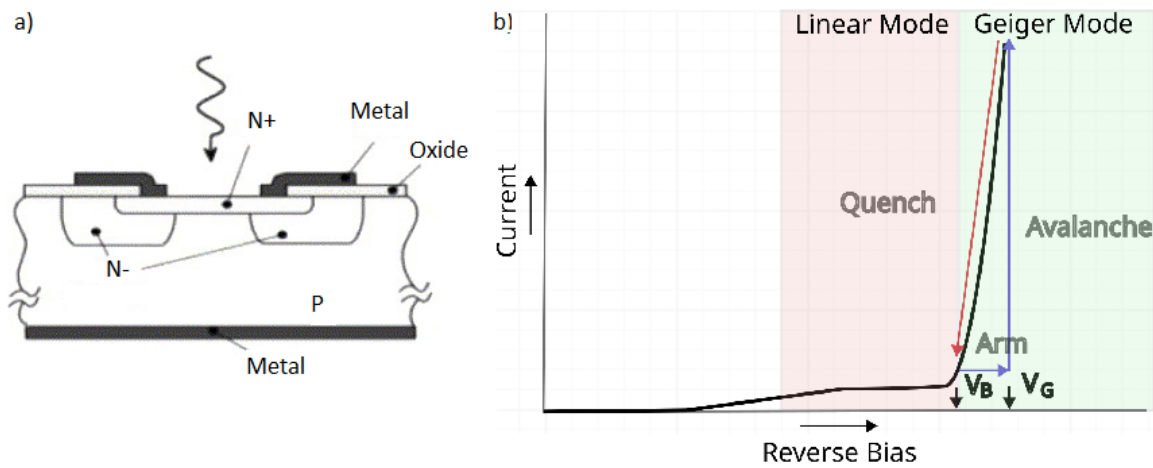 a)
Metal
N+
Oxide
N-
P
Metal
b)
Linear Mode
Geiger Mode
Current
Quench
Avalanche
Arm
VB
VG
Reverse Bias